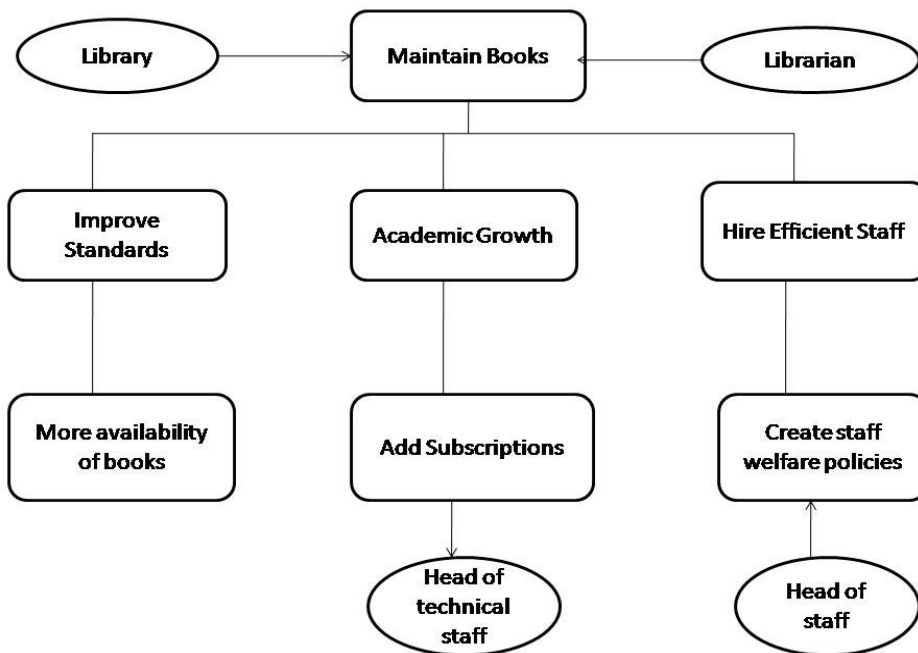 Library
Maintain Books
Librarian
Improve
Standards
Academic Growth
Hire Efficient Staff
More availability
of books
Add Subscriptions
Create staff
welfare policies
Head of
technical
staff
Head of
staff